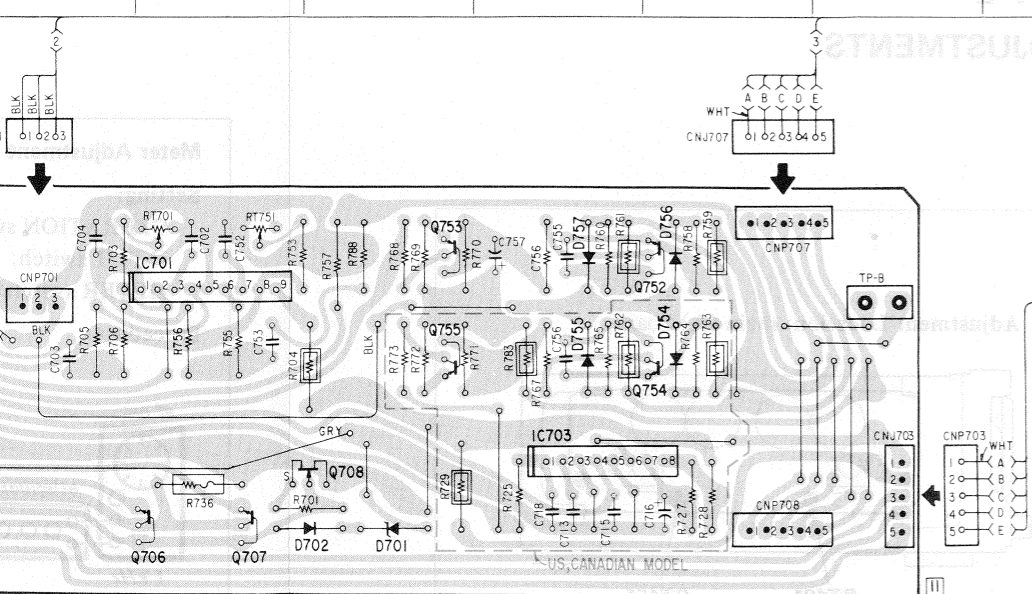 2
3
BLK
BLK
BLK
1 2 3
A B C D E
WHT
CNJ707
1 2 3 4 5
C704
R703
RT701
C702
C752
RT751
R753
R757
R788
R768
R769
Q753
R770
C757
C756
C755
D757
R760
R761
D756
R758
R759
1 2 3 4 5
CNP707
CNP701
1 2 3
BLK
IC701
1 2 3 4 5 6 7 8 9
Q752
TP-B
C703
R705
R706
R756
R755
C753
R704
BLK
R773
R772
Q755
R771
R783
R767
C756
D755
R765
R762
D754
R764
R763
Q754
GRY
IC703
1 2 3 4 5 6 7 8
CNJ703
CNP703
WHT
1
2
3
4
5
1 A
2 B
3 C
4 D
5 E
S
Q708
R736
R701
R729
R725
C718
C713
C715
C716
R727
R728
CNP708
1 2 3 4 5
Q706
Q707
D702
D701
US,CANADIAN MODEL
11